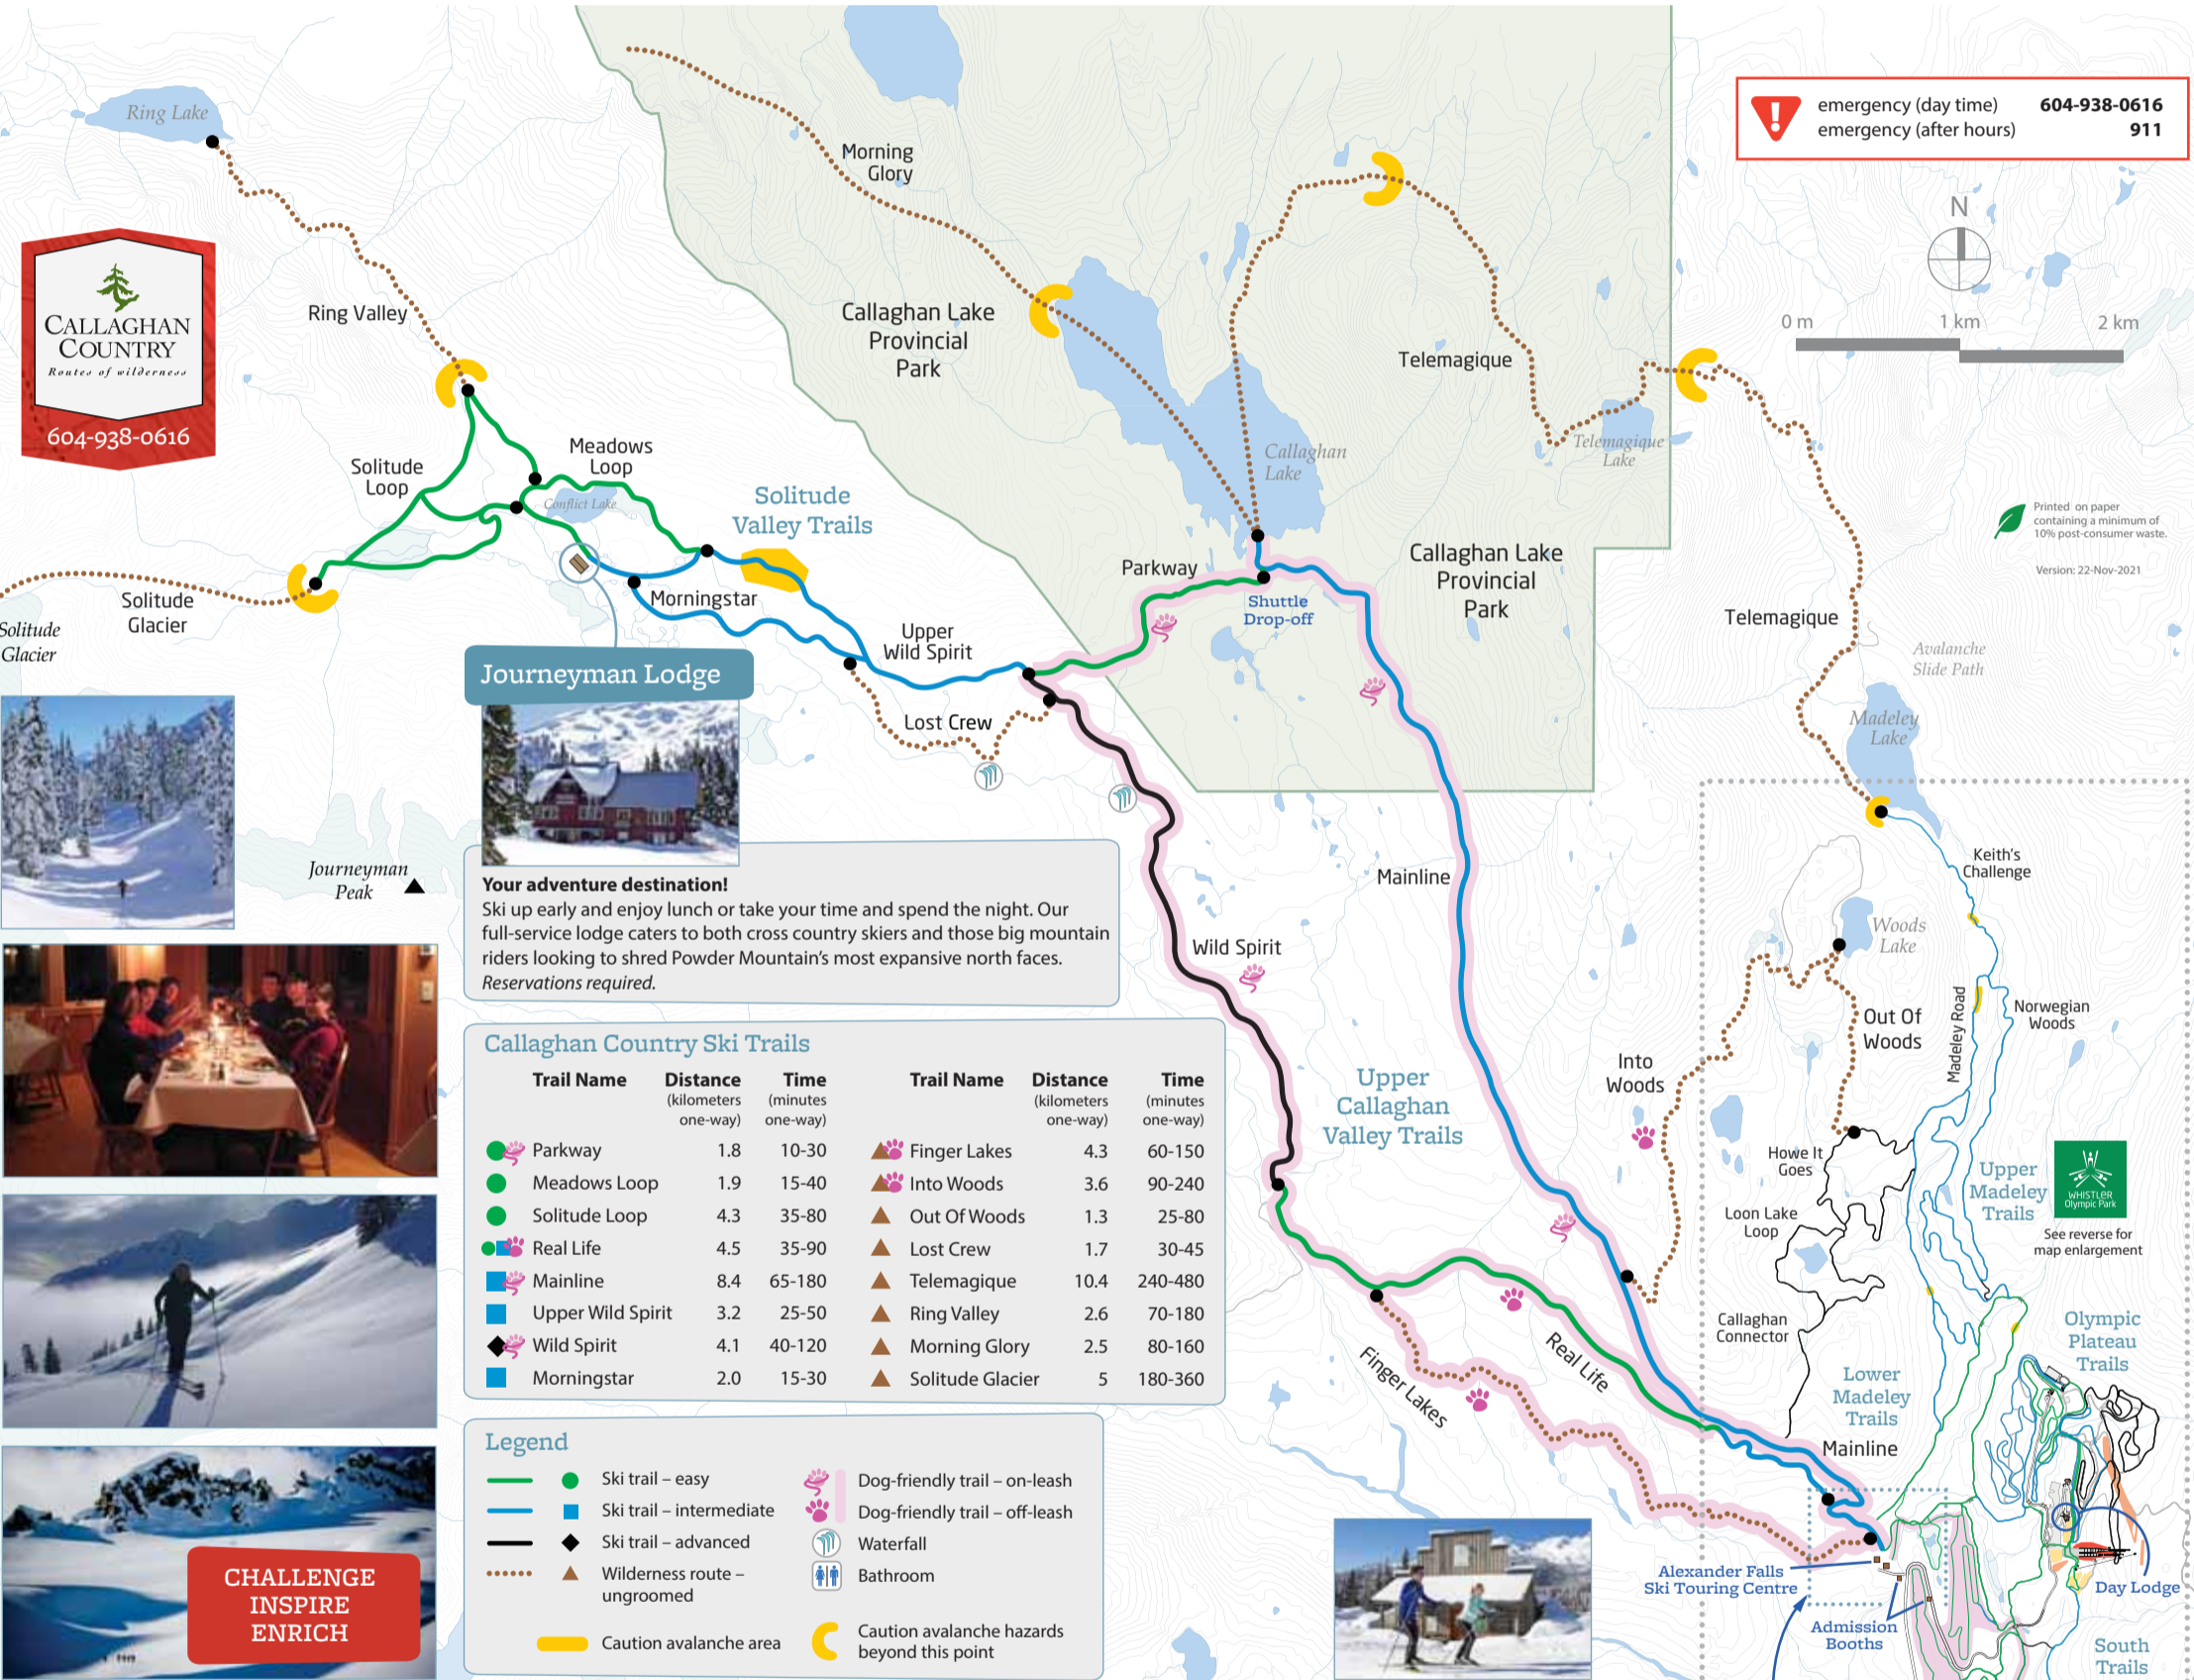 Ring Lake
CALLAGHAN
COUNTRY
Routes of wilderness
604-938-0616
Ring Valley
Morning
Glory
Callaghan Lake
Provincial
Park
emergency (day time) 604-938-0616
emergency (after hours) 911
N
0 m 1 km 2 km
Telemagique
Telemagique
Lake
Callaghan
Lake
Meadows
Loop
Solitude
Loop
Conflict Lake
Solitude
Valley Trails
Parkway
Shuttle
Drop-off
Callaghan Lake
Provincial
Park
Printed on paper
containing a minimum of
10% post-consumer waste.
Version: 22-Nov-2021
Solitude
Glacier
Solitude
Glacier
Morningstar
Upper
Wild Spirit
Telemagique
Avalanche
Slide Path
Journeyman Lodge
Lost Crew
Madeley
Lake
Journeyman
Peak
Mainline
Keith's
Challenge
Woods
Lake
Your adventure destination!
Ski up early and enjoy lunch or take your time and spend the night. Our
full-service lodge caters to both cross country skiers and those big mountain
riders looking to shred Powder Mountain's most expansive north faces.
Reservations required.
Wild Spirit
Out Of
Woods
Madeley Road
Norwegian
Woods
Into
Woods
Upper
Callaghan
Valley Trails
Callaghan Country Ski Trails
Trail Name Distance Time Trail Name Distance Time
(kilometers (minutes (kilometers (minutes
one-way) one-way) one-way) one-way)
Parkway 1.8 10-30 Finger Lakes 4.3 60-150
Meadows Loop 1.9 15-40 Into Woods 3.6 90-240
Solitude Loop 4.3 35-80 Out Of Woods 1.3 25-80
Real Life 4.5 35-90 Lost Crew 1.7 30-45
Mainline 8.4 65-180 Telemagique 10.4 240-480
Upper Wild Spirit 3.2 25-50 Ring Valley 2.6 70-180
Wild Spirit 4.1 40-120 Morning Glory 2.5 80-160
Morningstar 2.0 15-30 Solitude Glacier 5 180-360
Howe It
Goes
Upper
Madeley
Trails
WHISTLER
Olympic Park
See reverse for
map enlargement
Loon Lake
Loop
Callaghan
Connector
Olympic
Plateau
Trails
Real Life
Finger Lakes
Lower
Madeley
Trails
Mainline
Legend
Ski trail – easy
Ski trail – intermediate
Ski trail – advanced
Wilderness route –
ungroomed
Caution avalanche area
Dog-friendly trail – on-leash
Dog-friendly trail – off-leash
Waterfall
Bathroom
Caution avalanche hazards
beyond this point
CHALLENGE
INSPIRE
ENRICH
Alexander Falls
Ski Touring Centre
Admission
Booths
Day Lodge
South
Trails